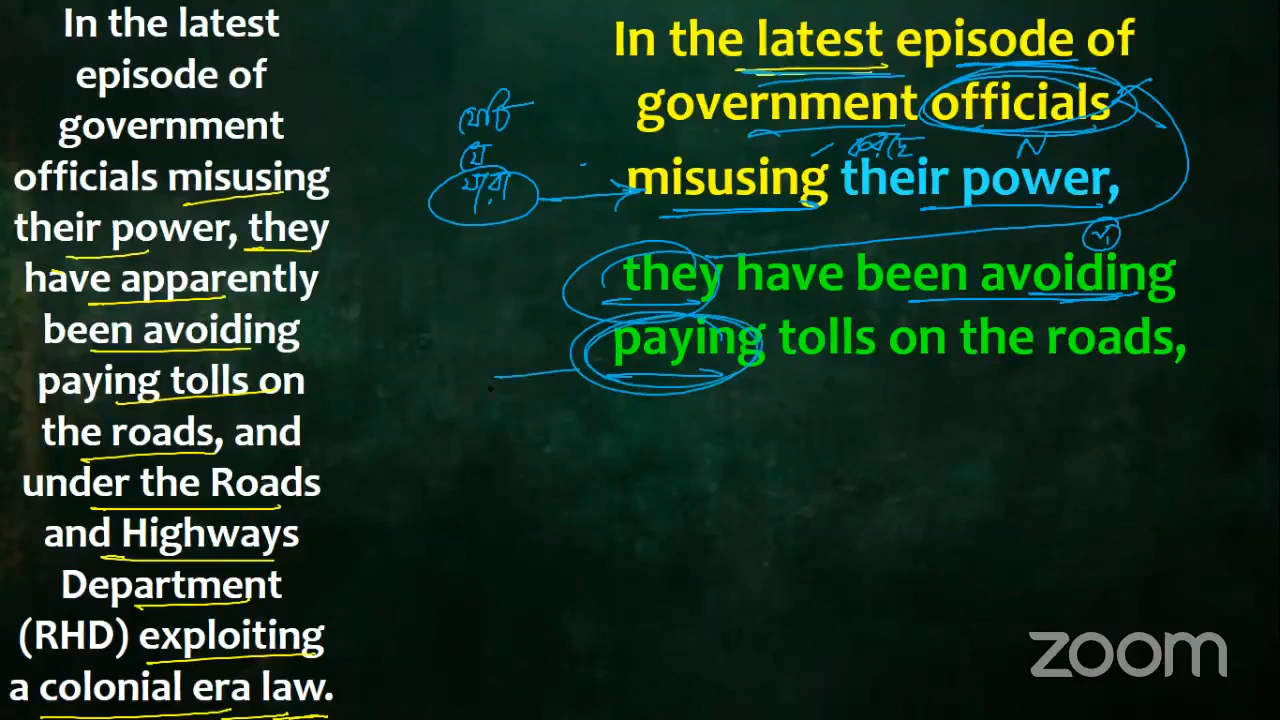 In the latest
episode of
government
officials misusing
their power, they
have apparently
been avoiding
paying tolls on
the roads, and
under the Roads
and Highways
Department
(RHD) exploiting
a colonial era law.
In the latest episode of
government officials
misusing their power,
they have been avoiding
paying tolls on the roads,
যেটি
যে
যারা
করেছে
N
zoom